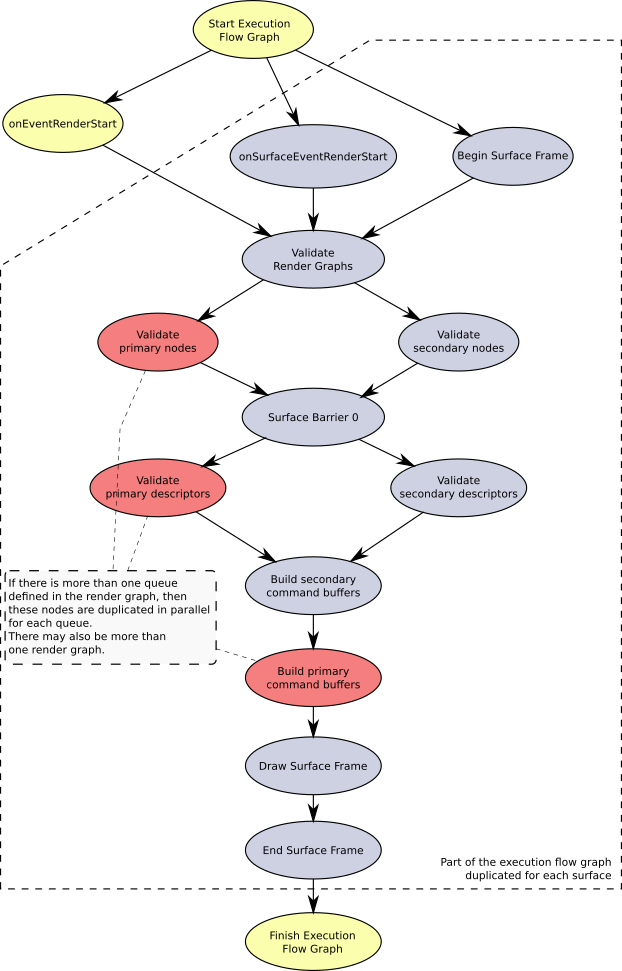 Start Execution
Flow Graph
onEventRenderStart
onSurfaceEventRenderStart
Begin Surface Frame
Validate
Render Graphs
Validate
primary nodes
Validate
secondary nodes
Surface Barrier 0
Validate
primary descriptors
Validate
secondary descriptors
If there is more than one queue
defined in the render graph, then
these nodes are duplicated in parallel
for each queue.
There may also be more than
one render graph.
Build secondary
command buffers
Build primary
command buffers
Draw Surface Frame
End Surface Frame
Part of the execution flow graph
duplicated for each surface
Finish Execution
Flow Graph